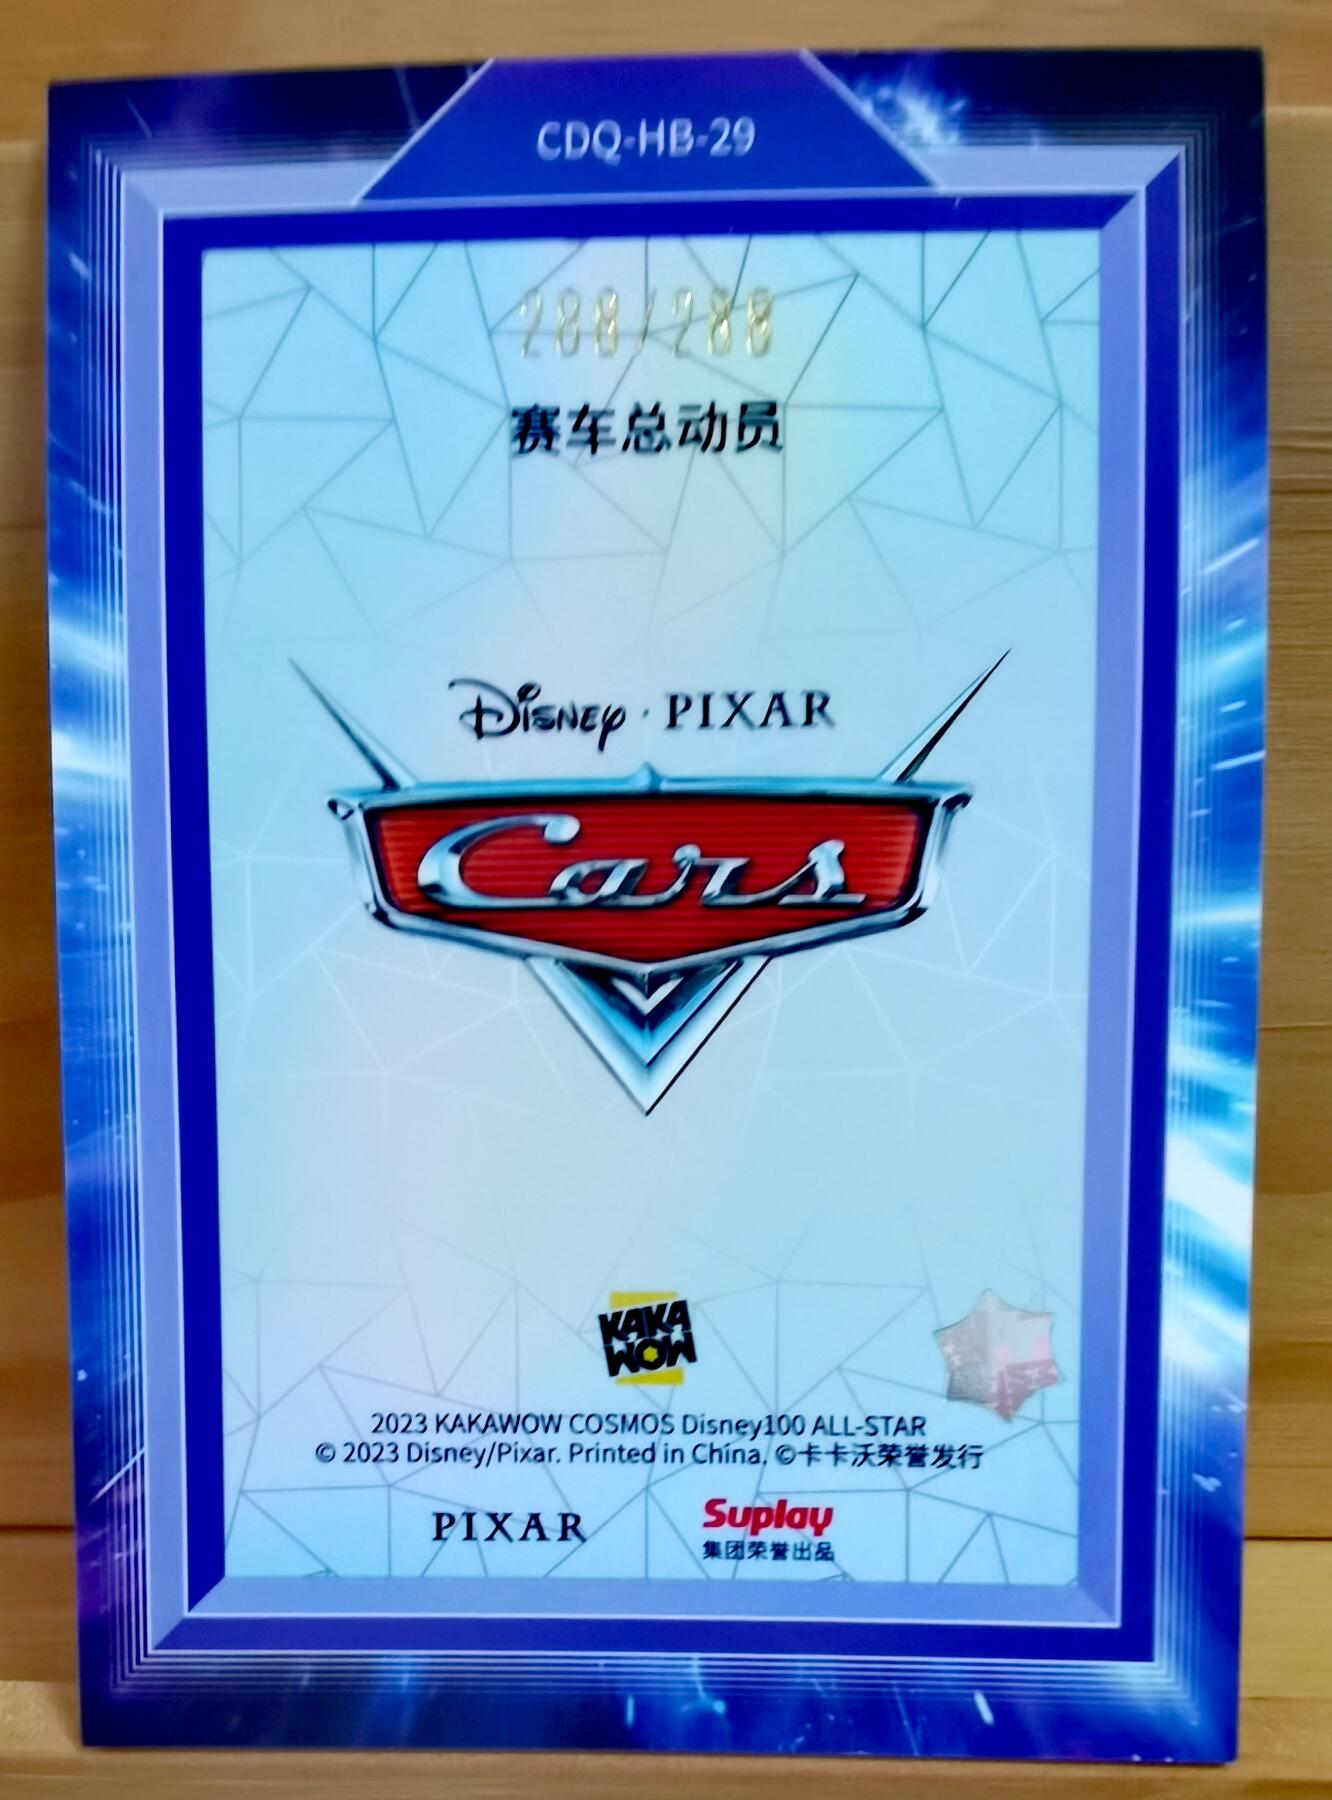 CDQ-HB-29
288/288
赛车总动员
Disney · PIXAR
Cars
KAKA
WOW
2023 KAKAWOW COSMOS Disney100 ALL-STAR
© 2023 Disney/Pixar. Printed in China. ©卡卡沃荣誉发行
PIXAR
Suplay
集团荣誉出品